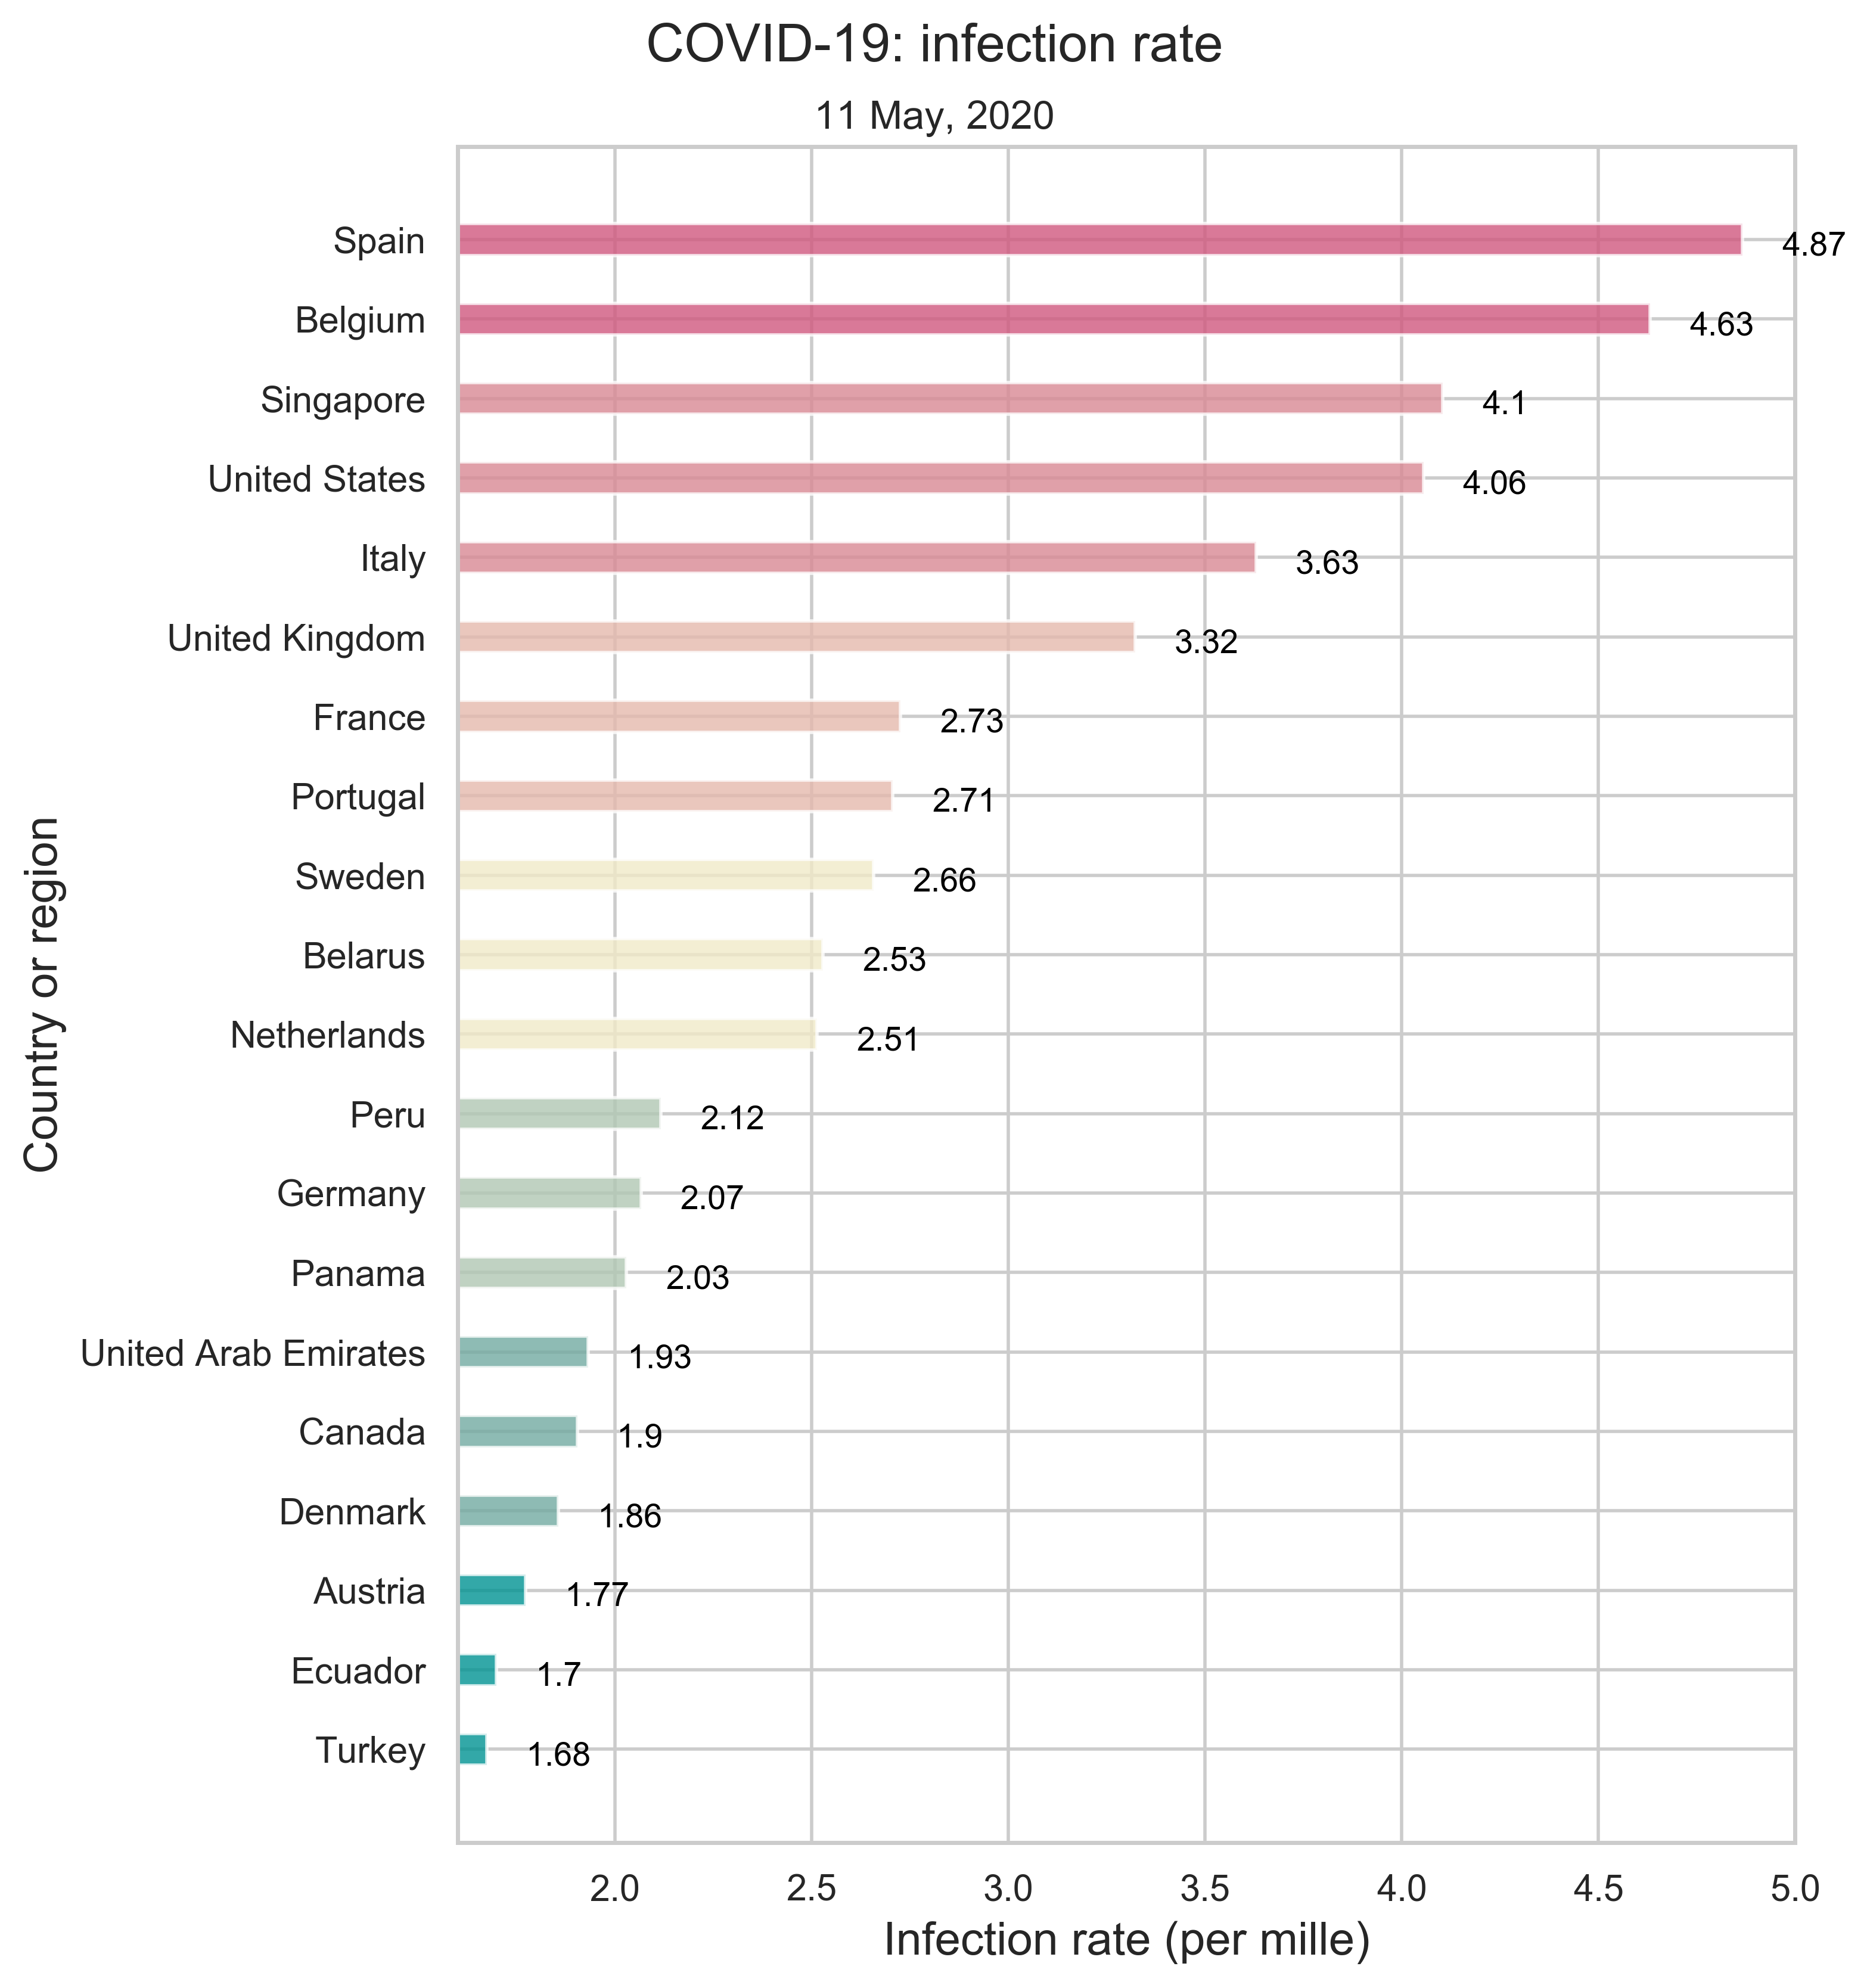 COVID-19: infection rate
11 May, 2020
Spain 4.87
Belgium 4.63
Singapore 4.1
United States 4.06
Italy 3.63
United Kingdom 3.32
France 2.73
Portugal 2.71
Sweden 2.66
Belarus 2.53
Netherlands 2.51
Peru 2.12
Germany 2.07
Panama 2.03
United Arab Emirates 1.93
Canada 1.9
Denmark 1.86
Austria 1.77
Ecuador 1.7
Turkey 1.68
Country or region
2.0 2.5 3.0 3.5 4.0 4.5 5.0
Infection rate (per mille)